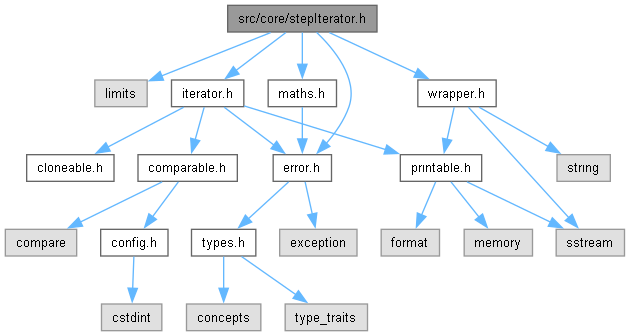 src/core/stepIterator.h
limits
iterator.h
maths.h
wrapper.h
cloneable.h
comparable.h
error.h
printable.h
string
compare
config.h
types.h
exception
format
memory
sstream
cstdint
concepts
type_traits